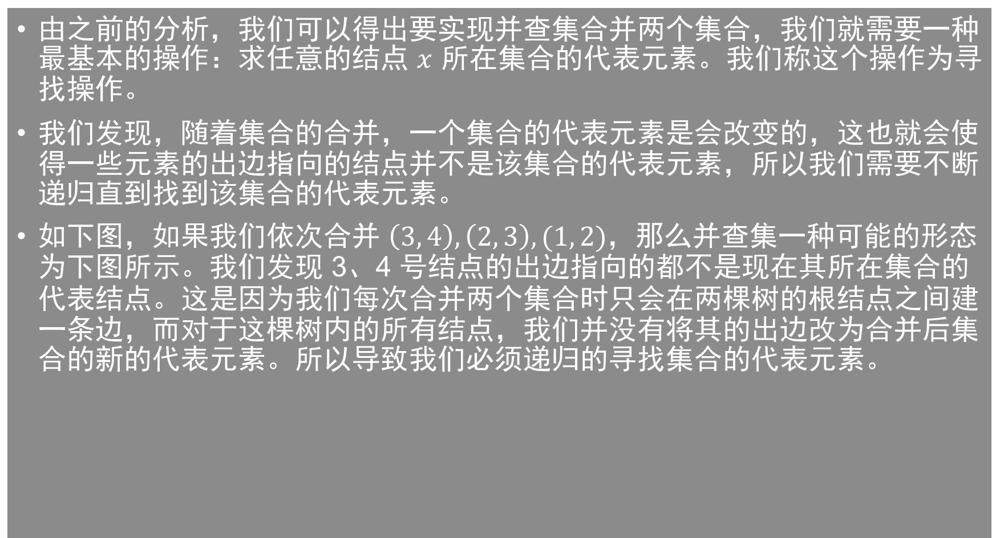 • 由之前的分析，我们可以得出要实现并查集合并两个集合，我们就需要一种
最基本的操作：求任意的结点 x 所在集合的代表元素。我们称这个操作为寻
找操作。
• 我们发现，随着集合的合并，一个集合的代表元素是会改变的，这也就会使
得一些元素的出边指向的结点并不是该集合的代表元素，所以我们需要不断
递归直到找到该集合的代表元素。
• 如下图，如果我们依次合并 (3,4),(2,3),(1,2)，那么并查集一种可能的形态
为下图所示。我们发现 3、4 号结点的出边指向的都不是现在其所在集合的
代表结点。这是因为我们每次合并两个集合时只会在两棵树的根结点之间建
一条边，而对于这棵树内的所有结点，我们并没有将其的出边改为合并后集
合的新的代表元素。所以导致我们必须递归的寻找集合的代表元素。